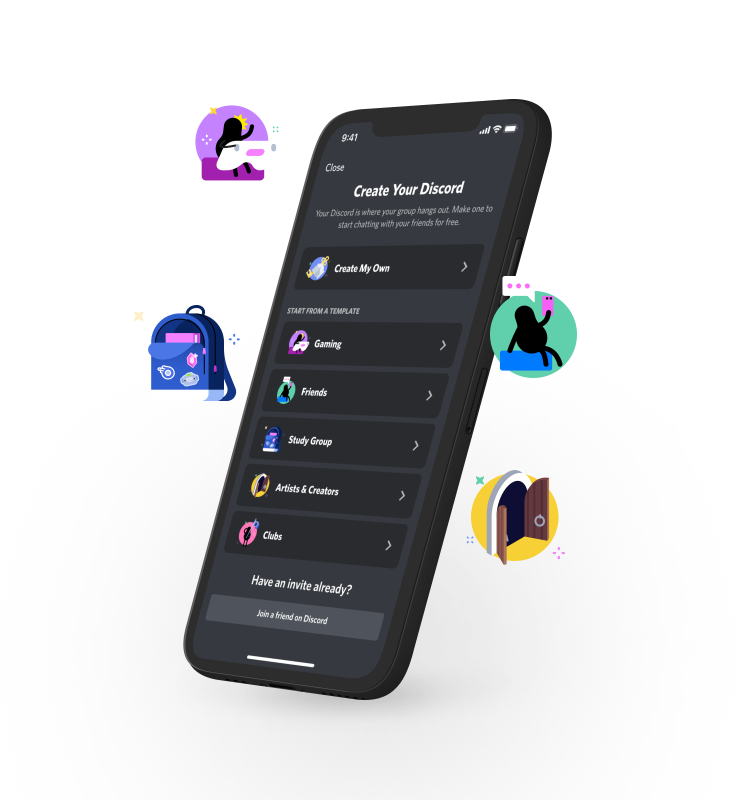 9:41
Close
Create Your Discord
Your Discord is where your group hangs out. Make one to
start chatting with your friends for free.
Create My Own
START FROM A TEMPLATE
Gaming
Friends
Study Group
Artists & Creators
Clubs
Have an invite already?
Join a friend on Discord